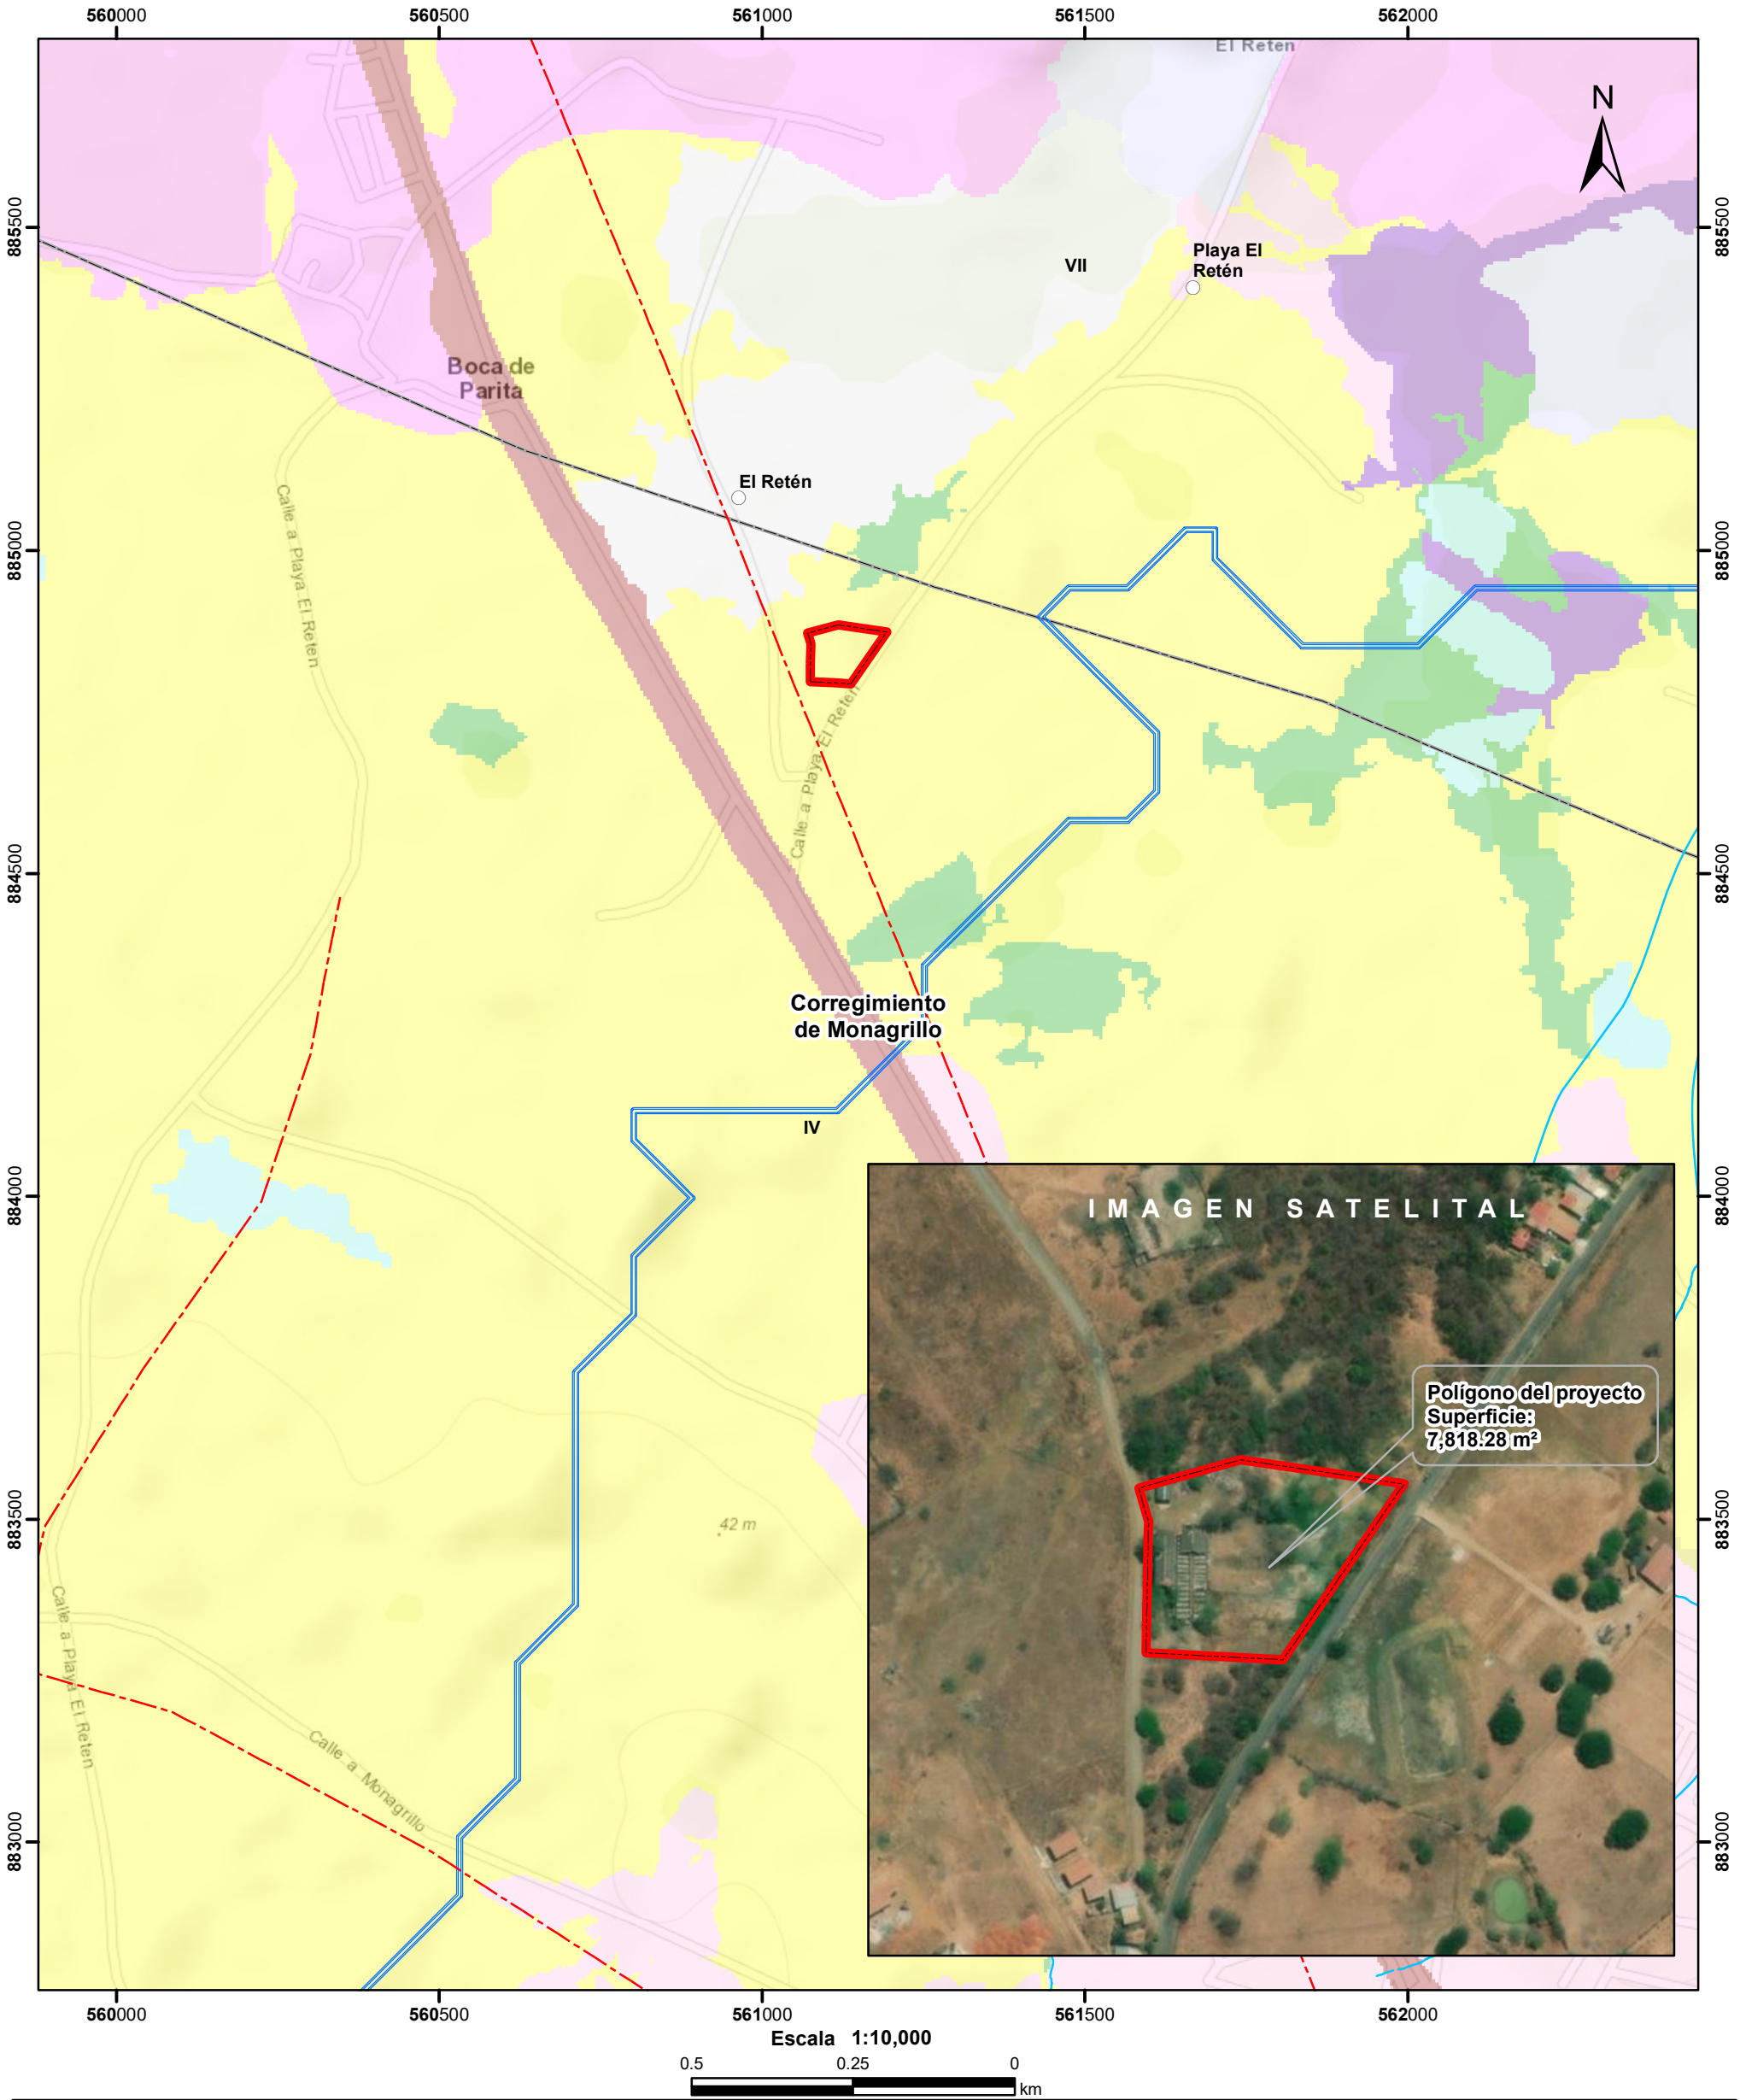 560000
560500
561000
561500
562000
El Reten
N
885500
885500
VII
Playa El
Retén
Boca de
Parita
El Retén
Calle a Playa El Reten
885000
885000
Calle a Playa El Reten
884500
884500
Corregimiento
de Monagrillo
IV
884000
884000
IMAGEN SATELITAL
Polígono del proyecto
Superficie:
7,818.28 m²
883500
883500
42 m
Calle a Playa El Reten
Calle a Monagrillo
883000
883000
560000
560500
561000
561500
562000
Escala 1:10,000
0.5
0.25
0
km